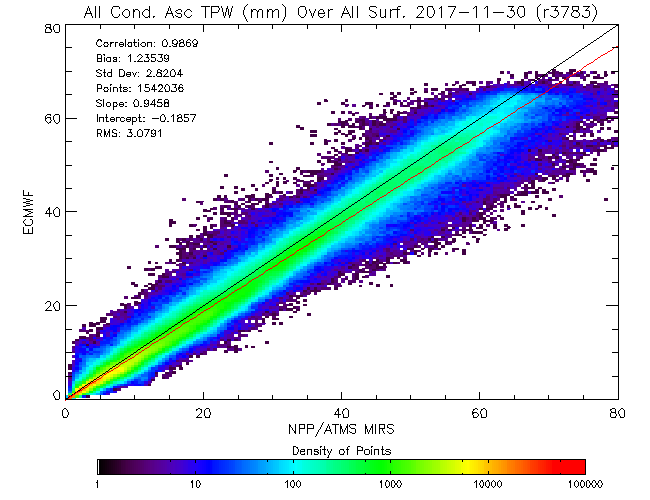 All Cond. Asc TPW (mm) Over All Surf. 2017-11-30 (r3783)
80
Correlation: 0.9869
Bias: 1.23539
Std Dev: 2.8204
Points: 1542036
Slope: 0.9458
Intercept: -0.1857
RMS: 3.0791
60
40
20
0
ECMWF
0 20 40 60 80
NPP/ATMS MIRS
Density of Points
1 10 100 1000 10000 100000